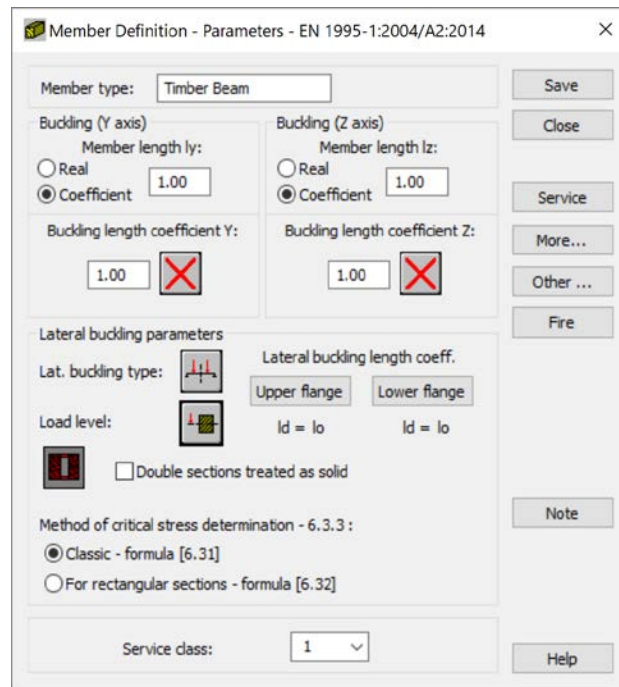 Member Definition - Parameters - EN 1995-1:2004/A2:2014
Member type: Timber Beam
Save
Close
Buckling (Y axis)
Member length ly:
Real
Coefficient
1.00
Buckling (Z axis)
Member length lz:
Real
Coefficient
1.00
Service
Buckling length coefficient Y:
1.00
Buckling length coefficient Z:
1.00
More...
Other ...
Fire
Lateral buckling parameters
Lat. buckling type:
Lateral buckling length coeff.
Upper flange Lower flange
Load level:
ld = lo ld = lo
Double sections treated as solid
Method of critical stress determination - 6.3.3 :
Classic - formula [6.31]
For rectangular sections - formula [6.32]
Note
Service class: 1
Help